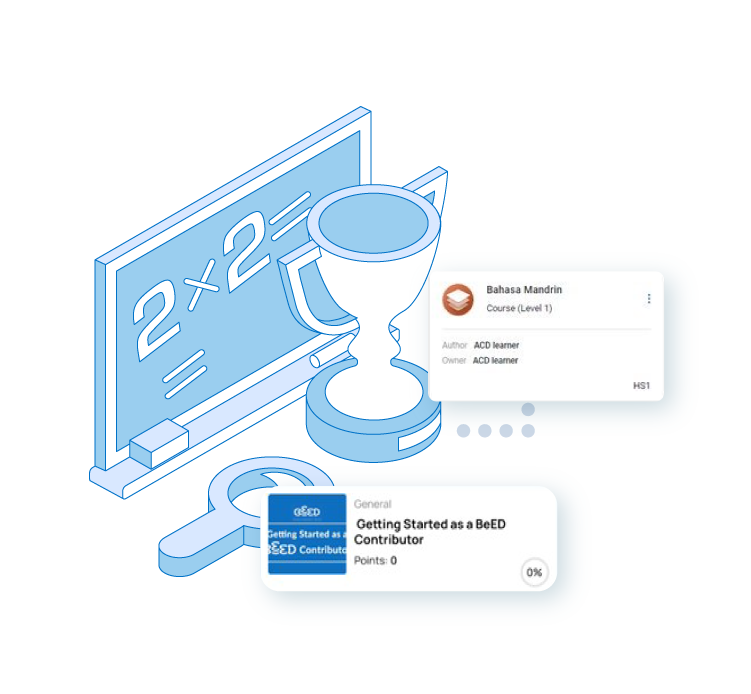 2×2=
=
Bahasa Mandrin
Course (Level 1)
Author ACD learner
Owner ACD learner
HS1
BeED
Getting Started as a
BeED Contributo
General
Getting Started as a BeED
Contributor
Points: 0
0%